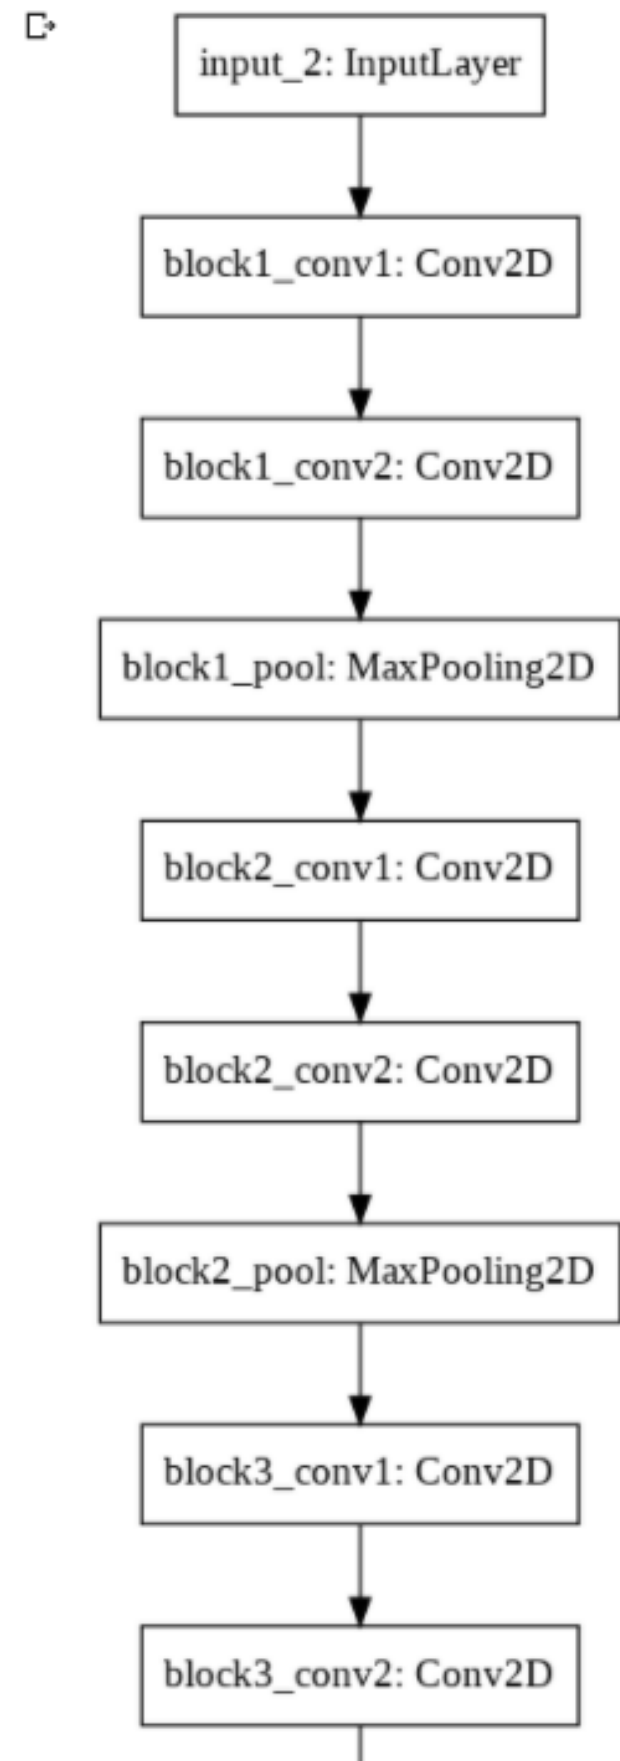 input_2: InputLayer
block1_conv1: Conv2D
block1_conv2: Conv2D
block1_pool: MaxPooling2D
block2_conv1: Conv2D
block2_conv2: Conv2D
block2_pool: MaxPooling2D
block3_conv1: Conv2D
block3_conv2: Conv2D